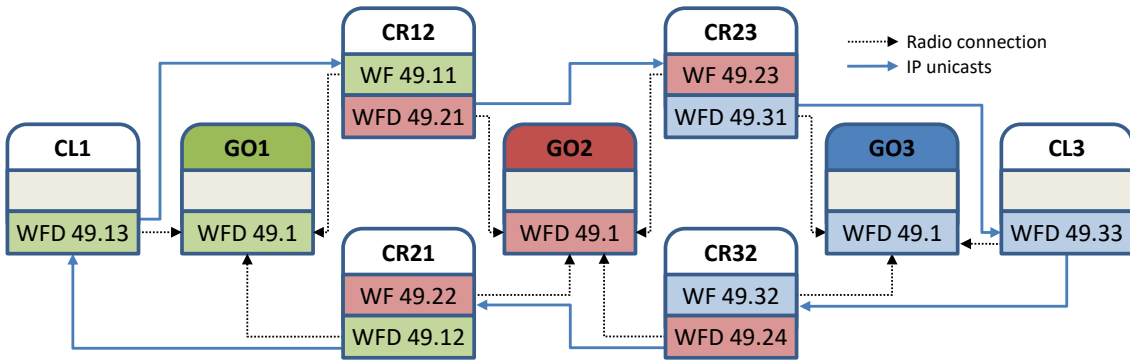 CR12
WF 49.11
WFD 49.21
CR23
WF 49.23
WFD 49.31
Radio connection
IP unicasts
CL1
WFD 49.13
GO1
WFD 49.1
GO2
WFD 49.1
GO3
WFD 49.1
CL3
WFD 49.33
CR21
WF 49.22
WFD 49.12
CR32
WF 49.32
WFD 49.24